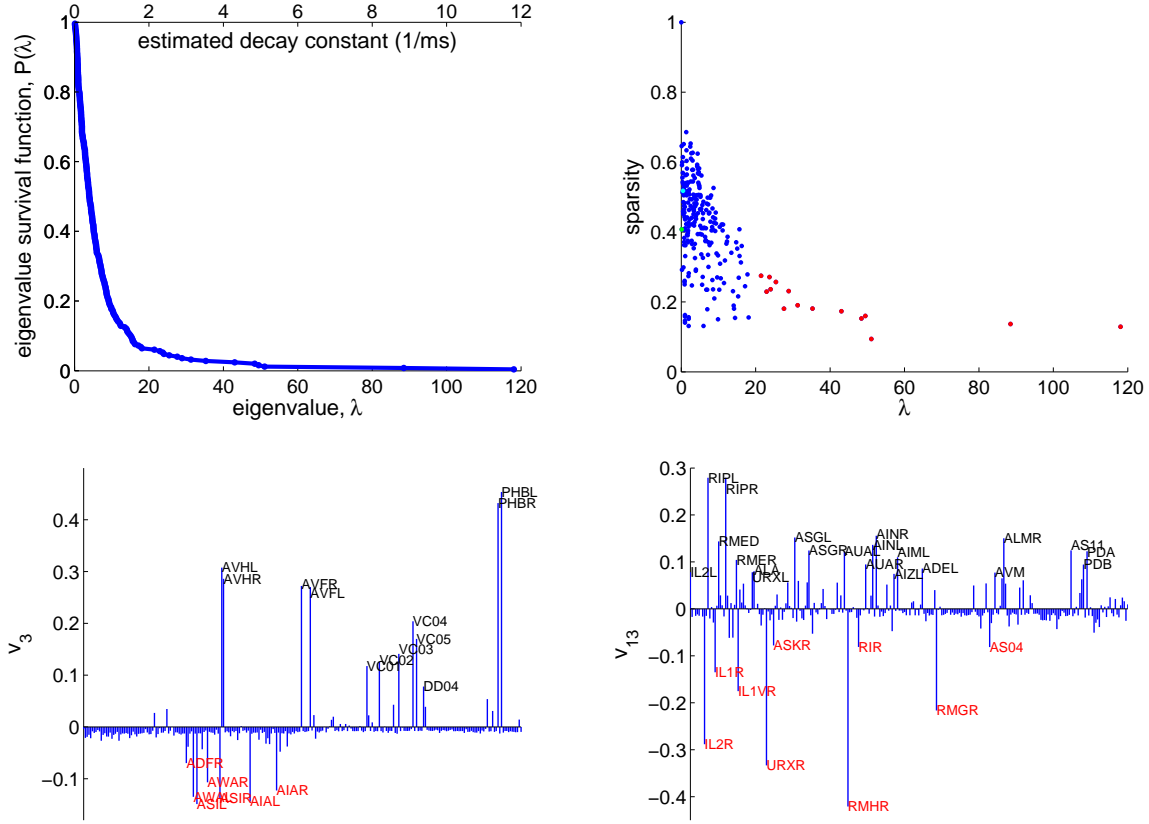 0 2 4 6 8 10 12
estimated decay constant (1/ms)
eigenvalue survival function, P(λ)
1
0.8
0.6
0.4
0.2
0
0 20 40 60 80 100 120
eigenvalue, λ
sparsity
1
0.8
0.6
0.4
0.2
0
0 20 40 60 80 100 120
λ
v3
0.4
0.3
0.2
0.1
0
−0.1
PHBL
PHBR
AVHL
AVHR
AVFR
AVFL
VC04
VC05
VC03
VC02
VC01
DD04
ADFR
AWAR
AWAL
ASIL
ASIR
AIAL
AIAR
v13
0.3
0.2
0.1
0
−0.1
−0.2
−0.3
−0.4
RIPL
RIPR
RMED
RMER
IL2L
ALA
URXL
ASGL
ASGR
AUAL
AINR
AINL
AIML
AUAR
AIZL
ADEL
ALMR
AVM
AS11
PDA
PDB
ASKR
RIR
AS04
IL1R
IL1VR
RMGR
IL2R
URXR
RMHR